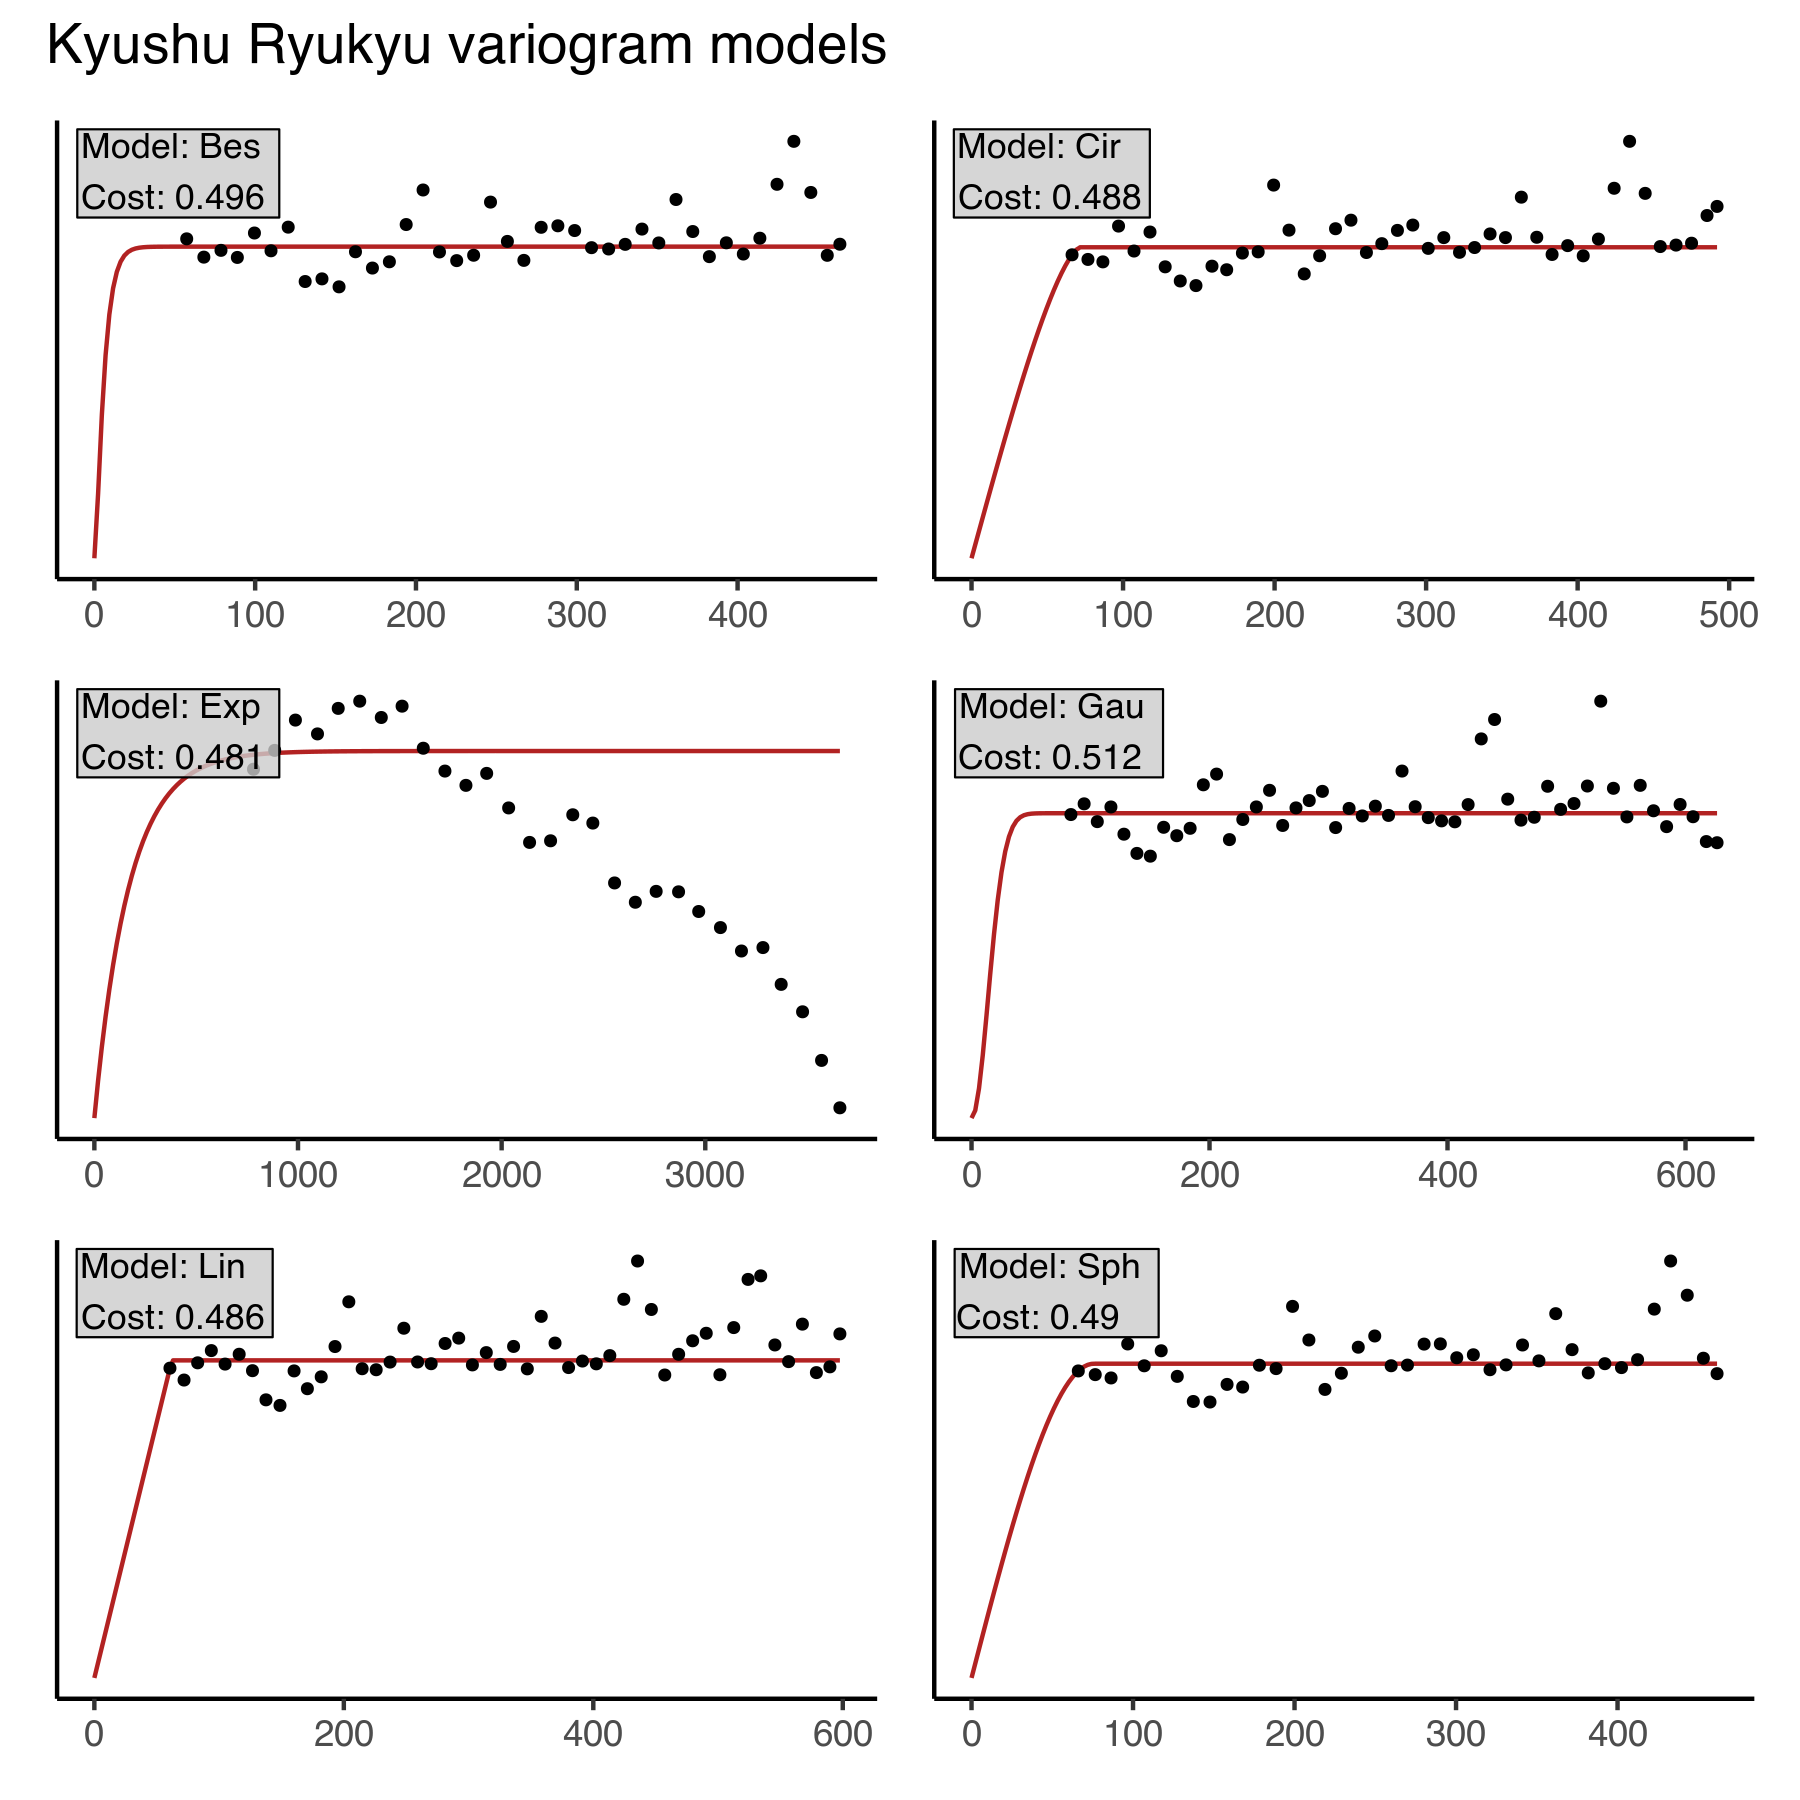 Kyushu Ryukyu variogram models
Model: Bes
Cost: 0.496
0 100 200 300 400
Model: Cir
Cost: 0.488
0 100 200 300 400 500
Model: Exp
Cost: 0.481
0 1000 2000 3000
Model: Gau
Cost: 0.512
0 200 400 600
Model: Lin
Cost: 0.486
0 200 400 600
Model: Sph
Cost: 0.49
0 100 200 300 400